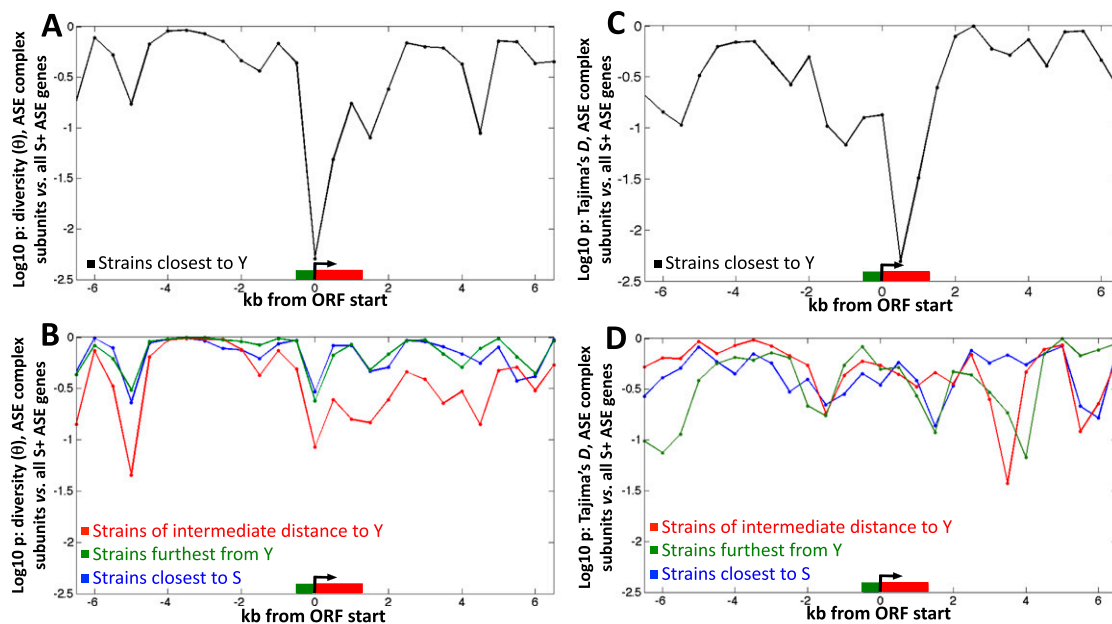 A
Log10 p: diversity (θ), ASE complex
subunits vs. all S+ ASE genes
0
-0.5
-1
-1.5
-2
-2.5
Strains closest to Y
-6
-4
-2
0
2
4
6
kb from ORF start
C
Log10 p: Tajima's D, ASE complex
subunits vs. all S+ ASE genes
0
-0.5
-1
-1.5
-2
-2.5
Strains closest to Y
-6
-4
-2
0
2
4
6
kb from ORF start
B
Log10 p: diversity (θ), ASE complex
subunits vs. all S+ ASE genes
0
-0.5
-1
-1.5
-2
-2.5
Strains of intermediate distance to Y
Strains furthest from Y
Strains closest to S
-6
-4
-2
0
2
4
6
kb from ORF start
D
Log10 p: Tajima's D, ASE complex
subunits vs. all S+ ASE genes
0
-0.5
-1
-1.5
-2
-2.5
Strains of intermediate distance to Y
Strains furthest from Y
Strains closest to S
-6
-4
-2
0
2
4
6
kb from ORF start